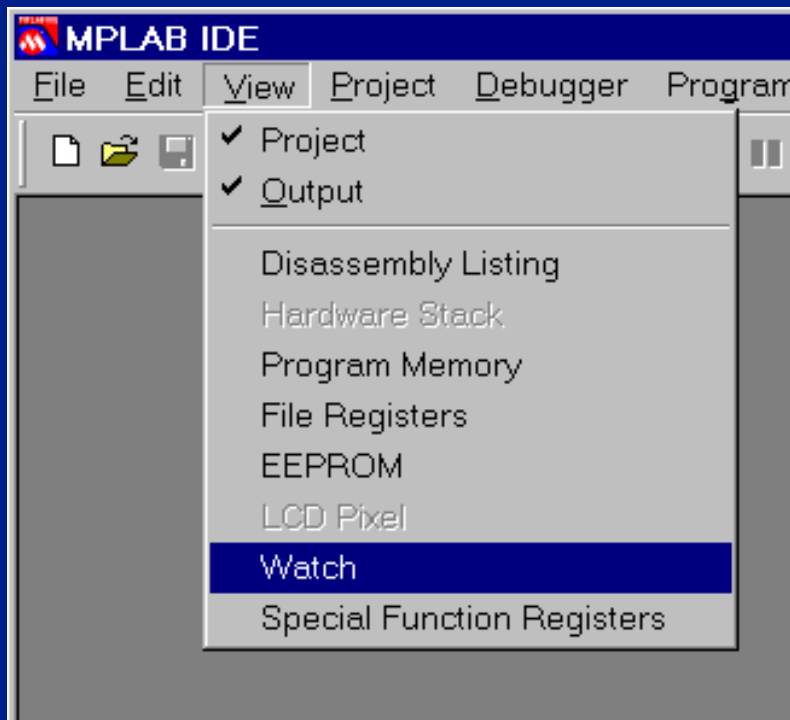 MPLAB IDE
File Edit View Project Debugger Program
Project
Output
Disassembly Listing
Hardware Stack
Program Memory
File Registers
EEPROM
LCD Pixel
Watch
Special Function Registers